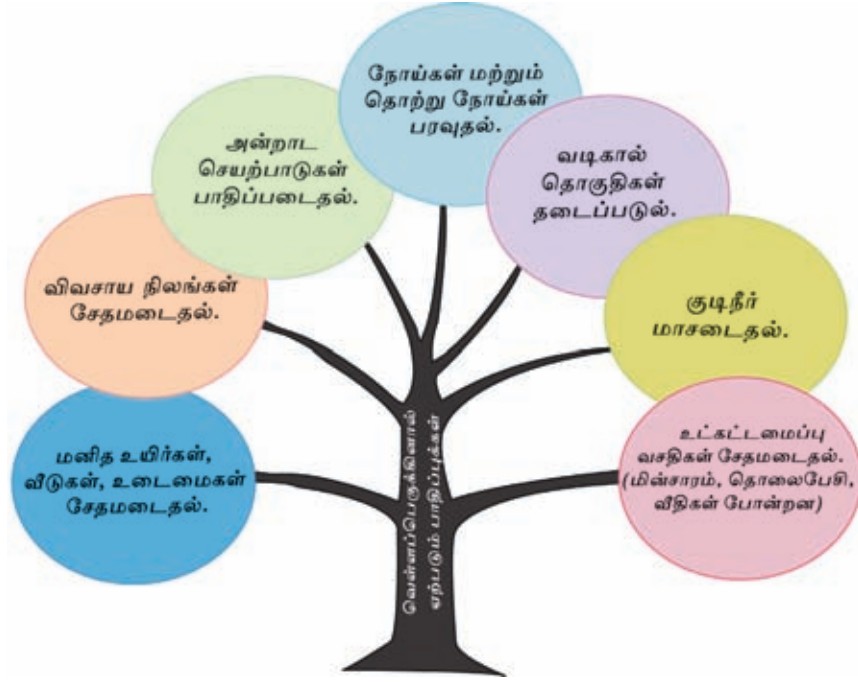 நோய்கள் மற்றும்
தொற்று நோய்கள்
பரவுதல்.
அன்றாட
செயற்பாடுகள்
பாதிப்படைதல்.
வடிகால்
தொகுதிகள்
தடைப்படுல்.
விவசாய நிலங்கள்
சேதமடைதல்.
குடிநீர்
மாசடைதல்.
மனித உயிர்கள்,
வீடுகள், உடைமைகள்
சேதமடைதல்.
உட்கட்டமைப்பு
வசதிகள் சேதமடைதல்.
(மின்சாரம், தொலைபேசி,
வீதிகள் போன்றன)
வெள்ளப்பெருக்கினால்
ஏற்படும் பாதிப்புக்கள்